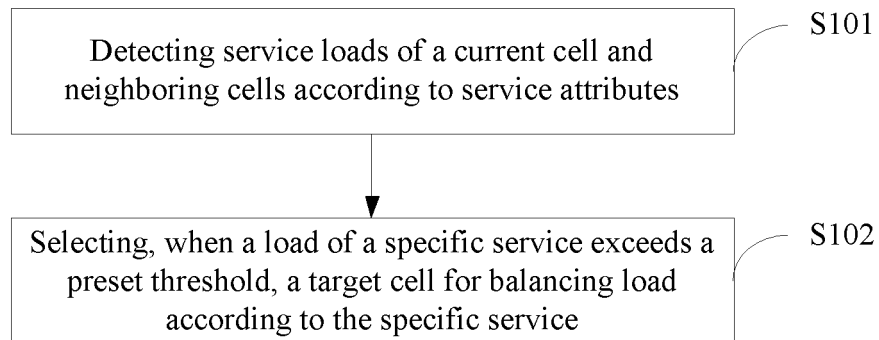 Detecting service loads of a current cell and
neighboring cells according to service attributes
S101
Selecting, when a load of a specific service exceeds a
preset threshold, a target cell for balancing load
according to the specific service
S102